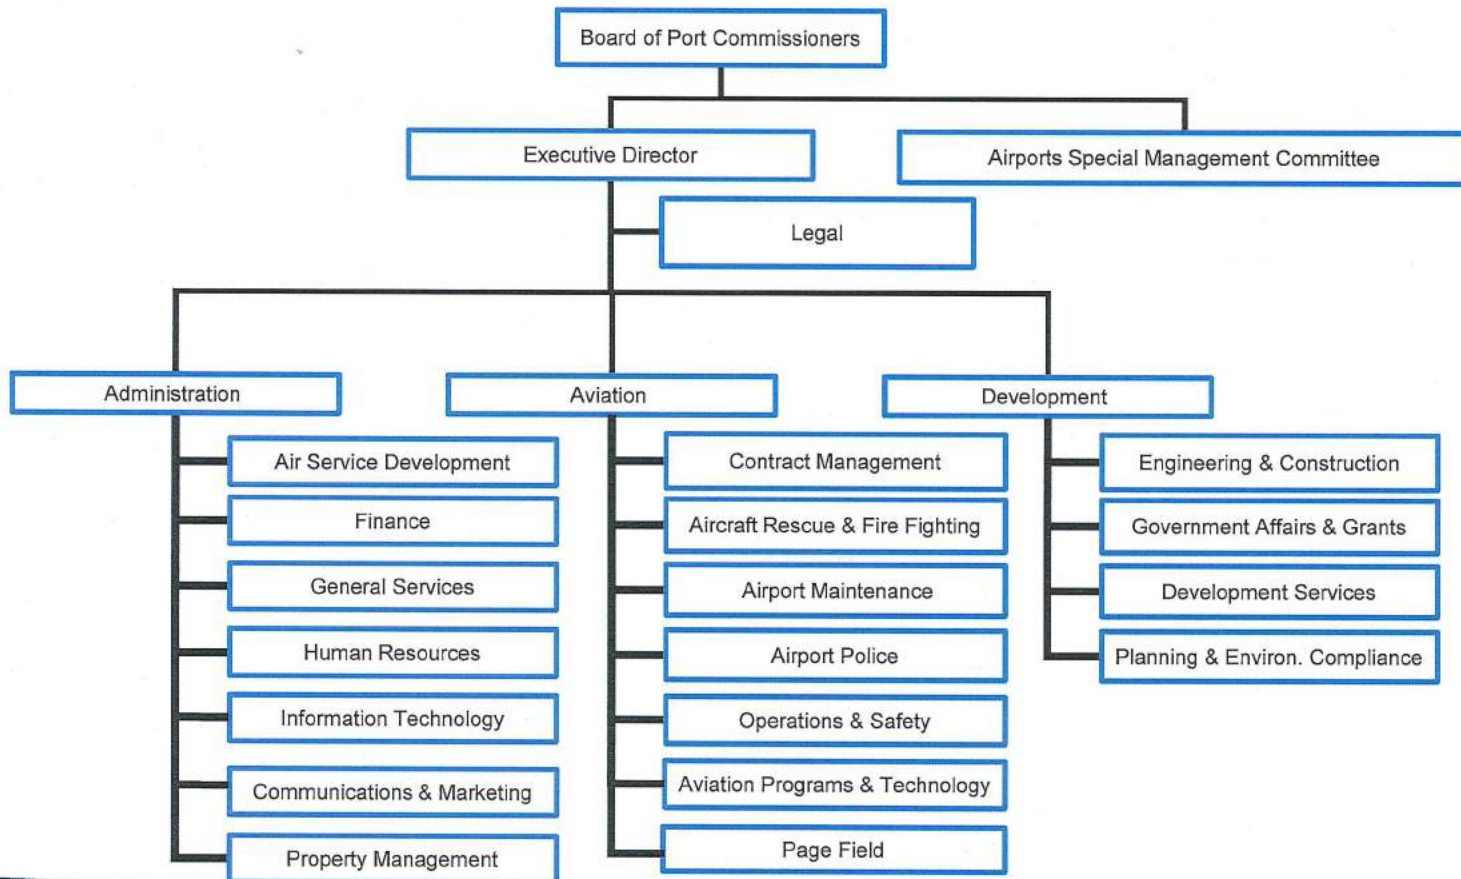 Board of Port Commissioners
Executive Director
Airports Special Management Committee
Legal
Administration
Aviation
Development
Air Service Development
Finance
General Services
Human Resources
Information Technology
Communications & Marketing
Property Management
Contract Management
Aircraft Rescue & Fire Fighting
Airport Maintenance
Airport Police
Operations & Safety
Aviation Programs & Technology
Page Field
Engineering & Construction
Government Affairs & Grants
Development Services
Planning & Environ. Compliance